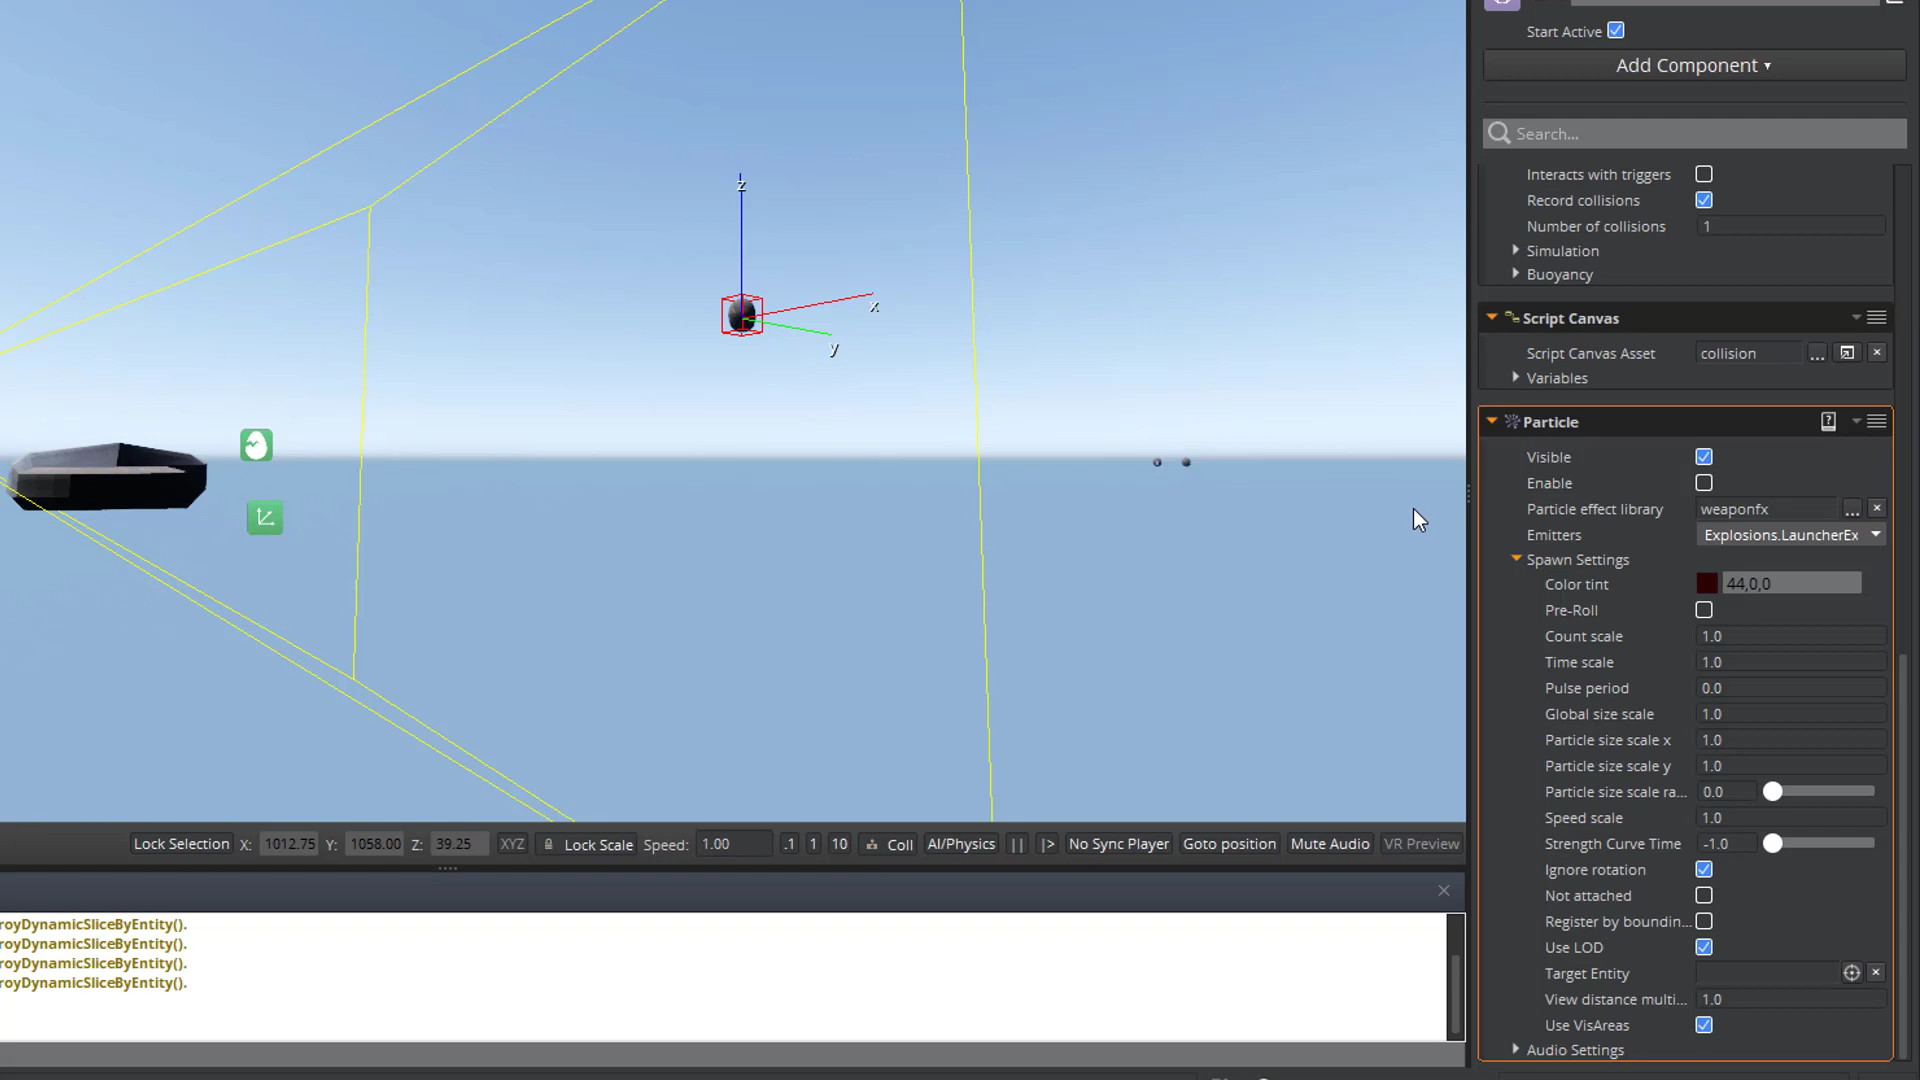 Start Active
Add Component
Search...
Interacts with triggers
Record collisions
Number of collisions 1
Simulation
Buoyancy
Script Canvas
Script Canvas Asset collision ...
Variables
Particle
Visible
Enable
Particle effect library weaponfx ...
Emitters Explosions.LauncherEx
Spawn Settings
Color tint 44,0,0
Pre-Roll
Count scale 1.0
Time scale 1.0
Pulse period 0.0
Global size scale 1.0
Particle size scale x 1.0
Particle size scale y 1.0
Particle size scale ra... 0.0
Speed scale 1.0
Strength Curve Time -1.0
Ignore rotation
Not attached
Register by boundin...
Use LOD
Target Entity
View distance multi... 1.0
Use VisAreas
Audio Settings
z
x
y
Lock Selection X: 1012.75 Y: 1058.00 Z: 39.25 XYZ Lock Scale Speed: 1.00 .1 1 10 Coll AI/Physics || |> No Sync Player Goto position Mute Audio VR Preview
royDynamicSliceByEntity().
royDynamicSliceByEntity().
royDynamicSliceByEntity().
royDynamicSliceByEntity().